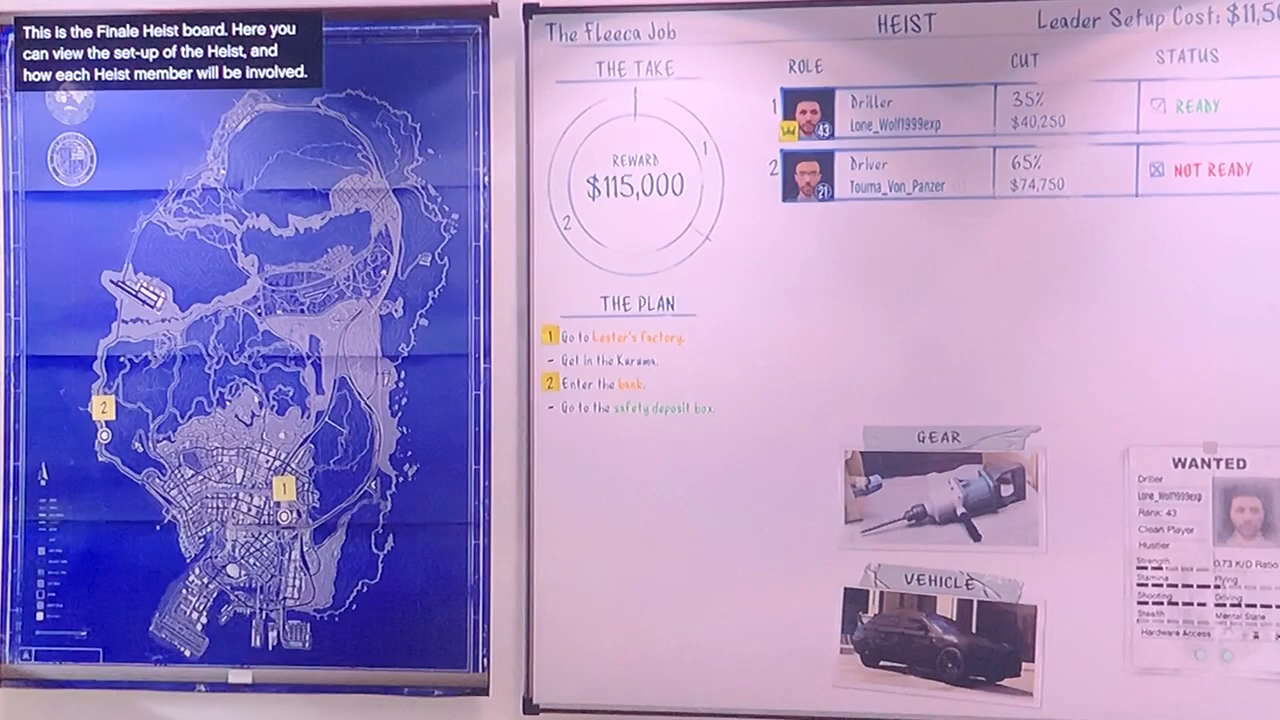 This is the Finale Heist board. Here you
can view the set-up of the Heist, and
how each Heist member will be involved.
2
1
The Fleeca Job
HEIST
Leader Setup Cost: $11,50
THE TAKE
REWARD
$115,000
1
2
ROLE
CUT
STATUS
1
Driller
35%
READY
Lone_Wolf1999exp
$40,250
43
2
Driver
65%
NOT READY
Touma_Von_Panzer
$74,750
21
THE PLAN
1 Go to Lester's factory.
- Get in the Kuruma.
2 Enter the bank.
- Go to the safety deposit box.
GEAR
VEHICLE
WANTED
Driller
Lone_Wolf1999exp
Rank: 43
Clean Player
Hustler
Strength
0.73 K/D Ratio
Stamina
Flying
Shooting
Driving
Stealth
Mental State
Hardware Access